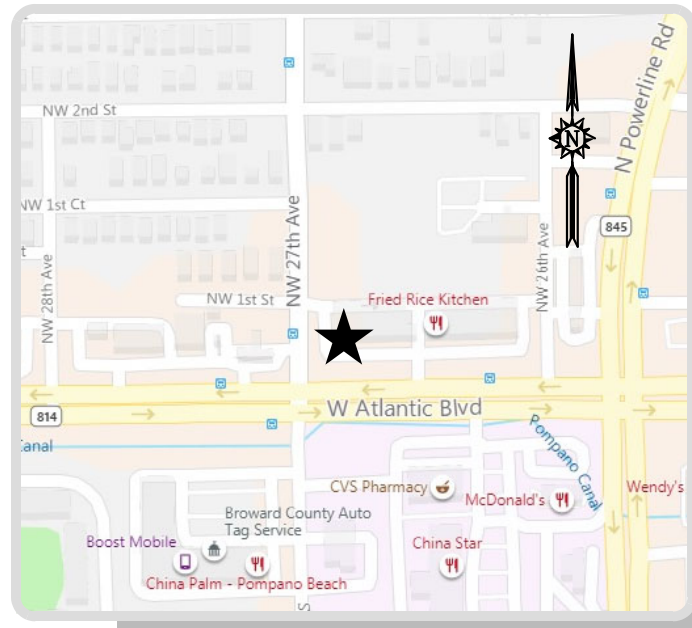 N Powerline Rd
NW 2nd St
N
NW 1st Ct
845
NW 27th Ave
NW 26th Ave
NW 28th Ave
t
NW 1st St
Fried Rice Kitchen
814
W Atlantic Blvd
Canal
Pompano Canal
CVS Pharmacy
McDonald's
Wendy's
Broward County Auto
Tag Service
Boost Mobile
China Star
China Palm - Pompano Beach
S